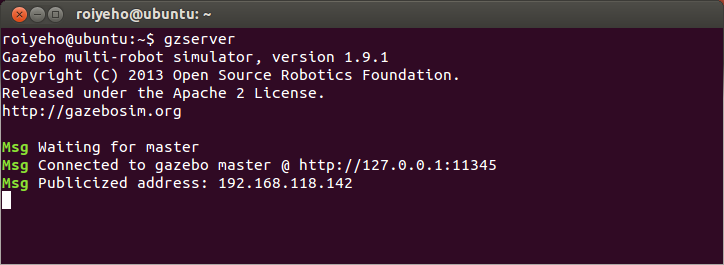 roiyeho@ubuntu: ~
roiyeho@ubuntu:~$ gzserver
Gazebo multi-robot simulator, version 1.9.1
Copyright (C) 2013 Open Source Robotics Foundation.
Released under the Apache 2 License.
http://gazebosim.org
Msg Waiting for master
Msg Connected to gazebo master @ http://127.0.0.1:11345
Msg Publicized address: 192.168.118.142